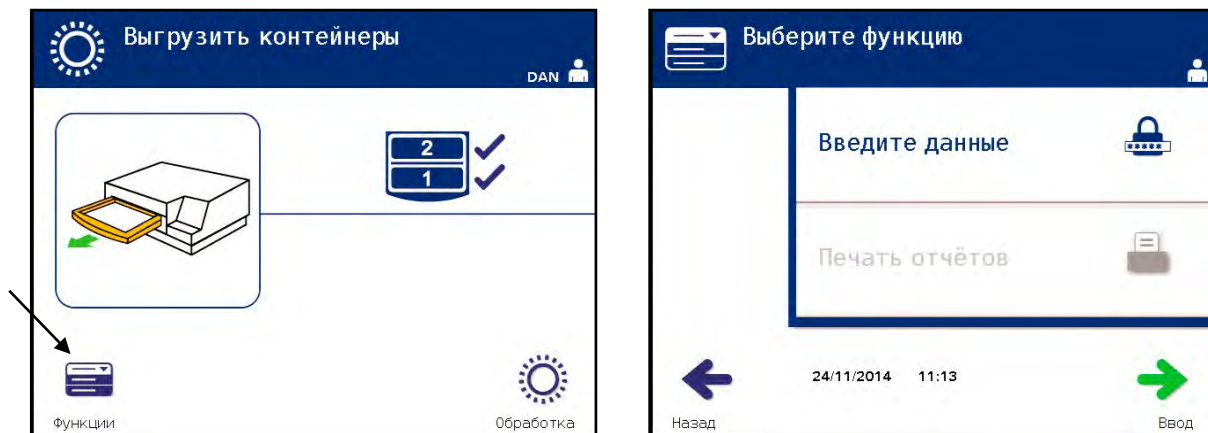 Выгрузить контейнеры
DAN
2
1
Функции
Обработка
Выберите функцию
Введите данные
*****
Печать отчётов
24/11/2014 11:13
Назад
Ввод